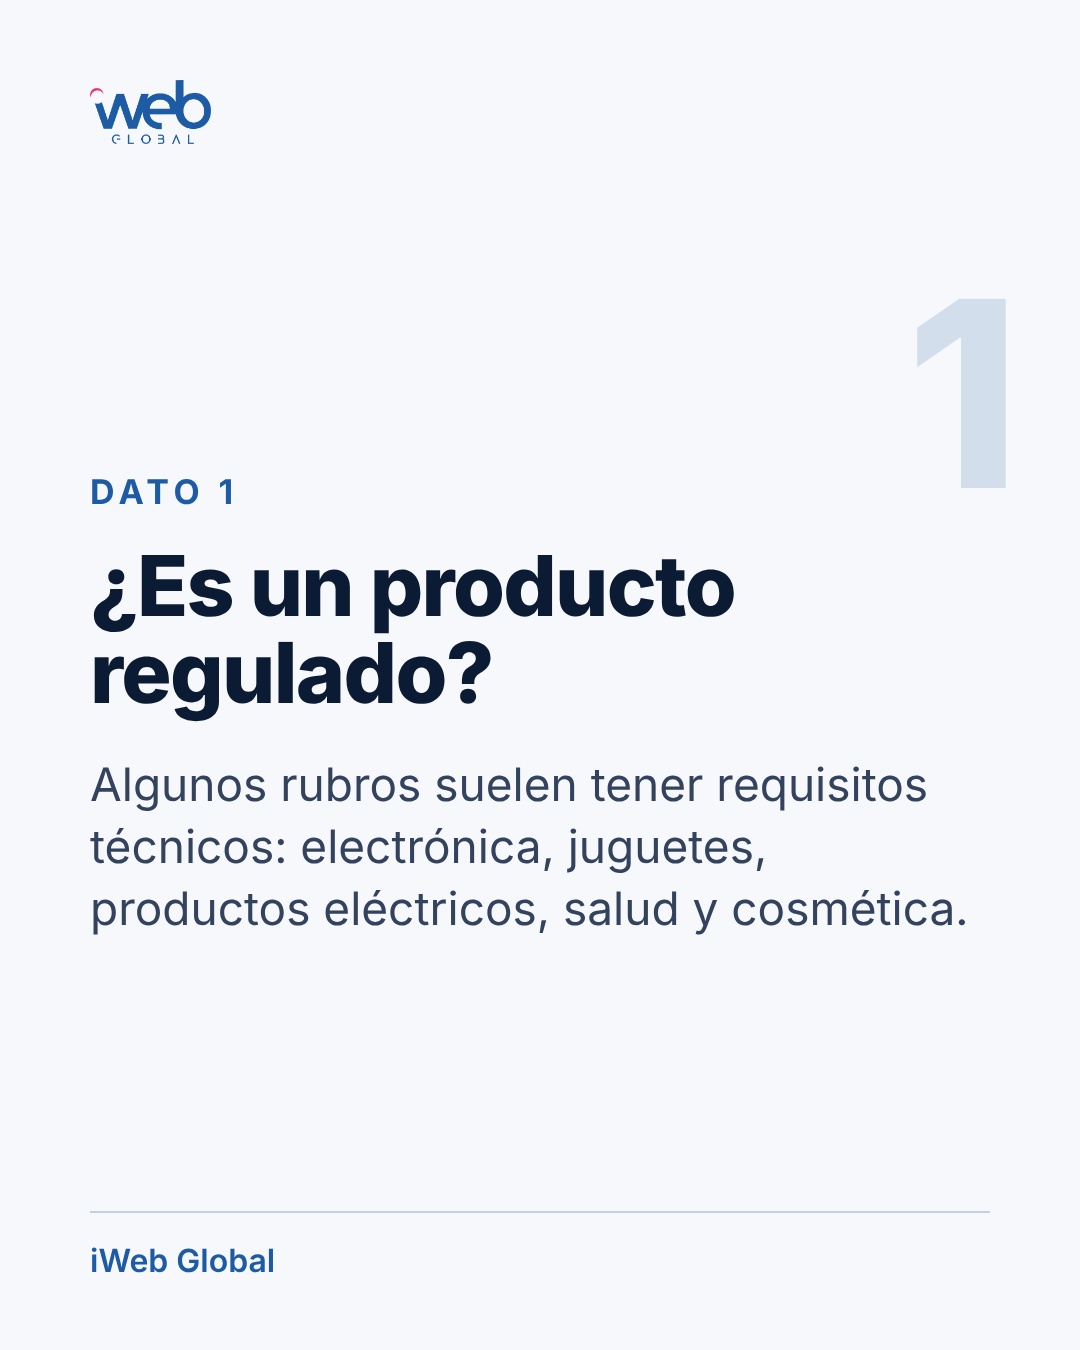 iweb
GLOBAL
1
DATO 1
¿Es un producto
regulado?
Algunos rubros suelen tener requisitos
técnicos: electrónica, juguetes,
productos eléctricos, salud y cosmética.
iWeb Global